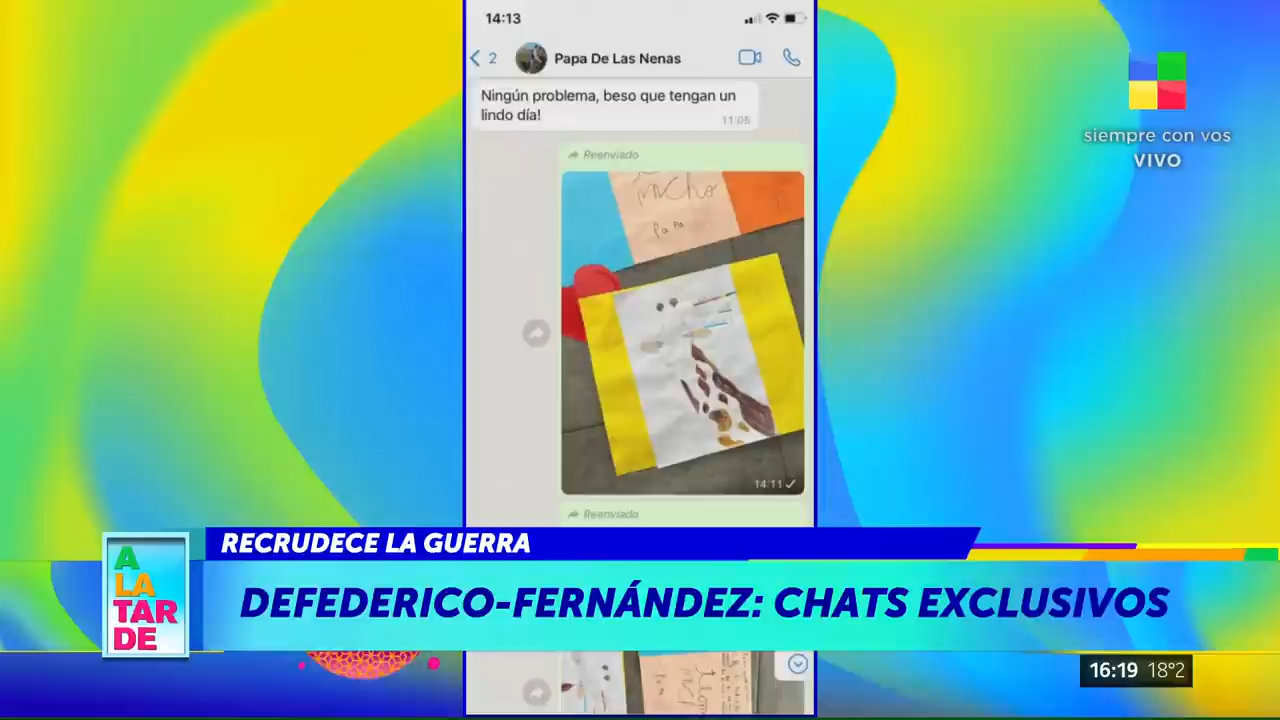 14:13
2
Papa De Las Nenas
Ningún problema, beso que tengan un
lindo día!
11:05
Reenviado
mucho
Papa
14:11
Reenviado
siempre con vos
VIVO
RECRUDECE LA GUERRA
A
LA
TAR
DE
DEFEDERICO-FERNÁNDEZ: CHATS EXCLUSIVOS
16:19 18°2